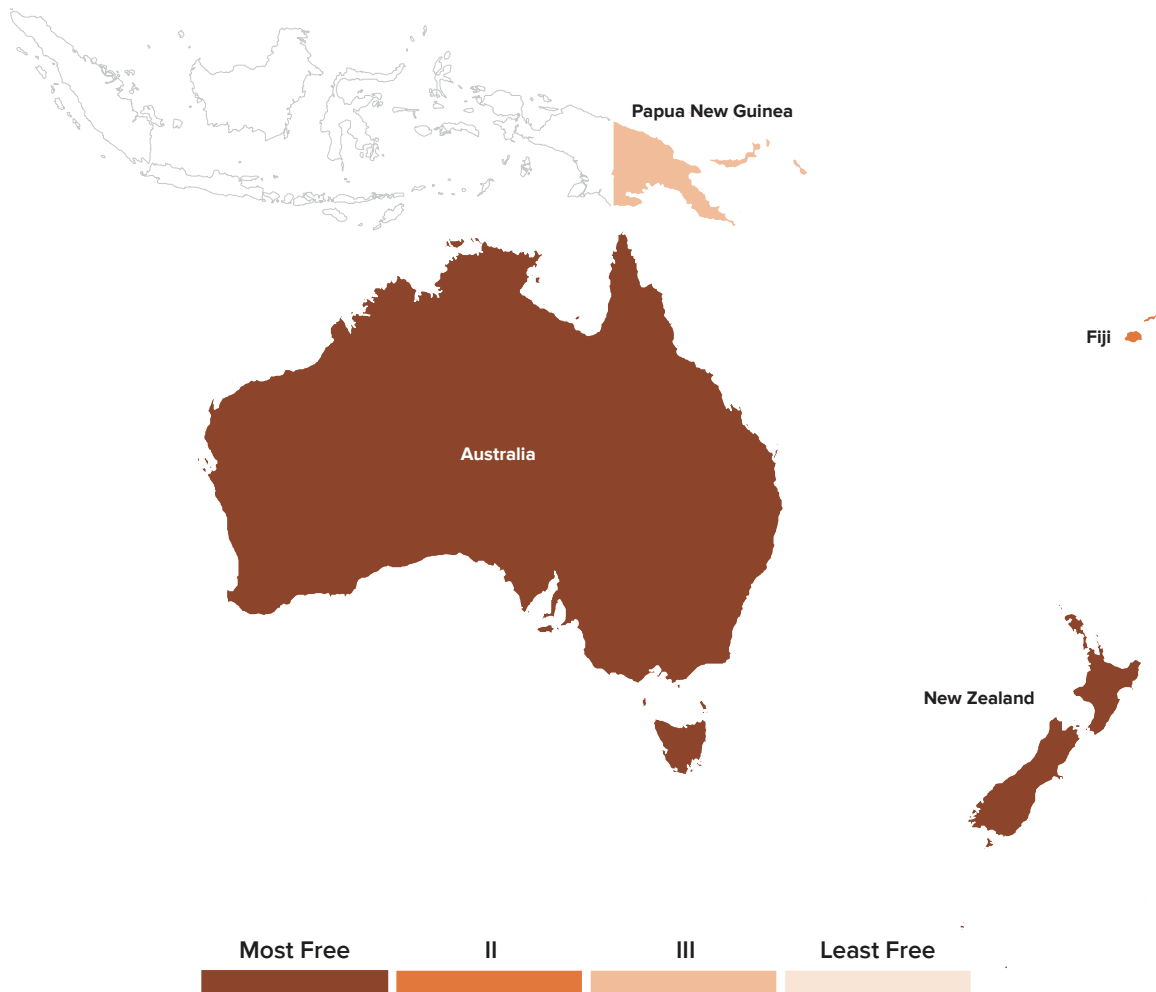 Papua New Guinea
Fiji
Australia
New Zealand
Most Free
II
III
Least Free